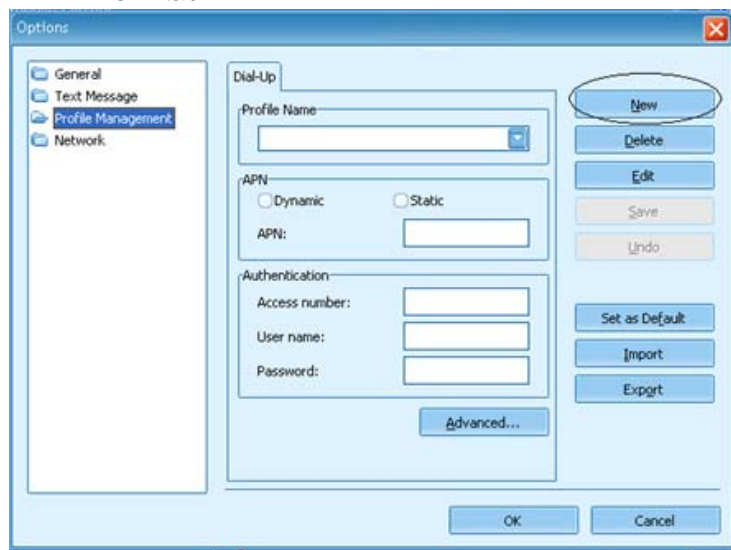 Options
General
Text Message
Profile Management
Network
Dial-Up
Profile Name
APN
Dynamic
Static
APN:
Authentication
Access number:
User name:
Password:
Advanced...
New
Delete
Edit
Save
Undo
Set as Default
Import
Export
OK
Cancel